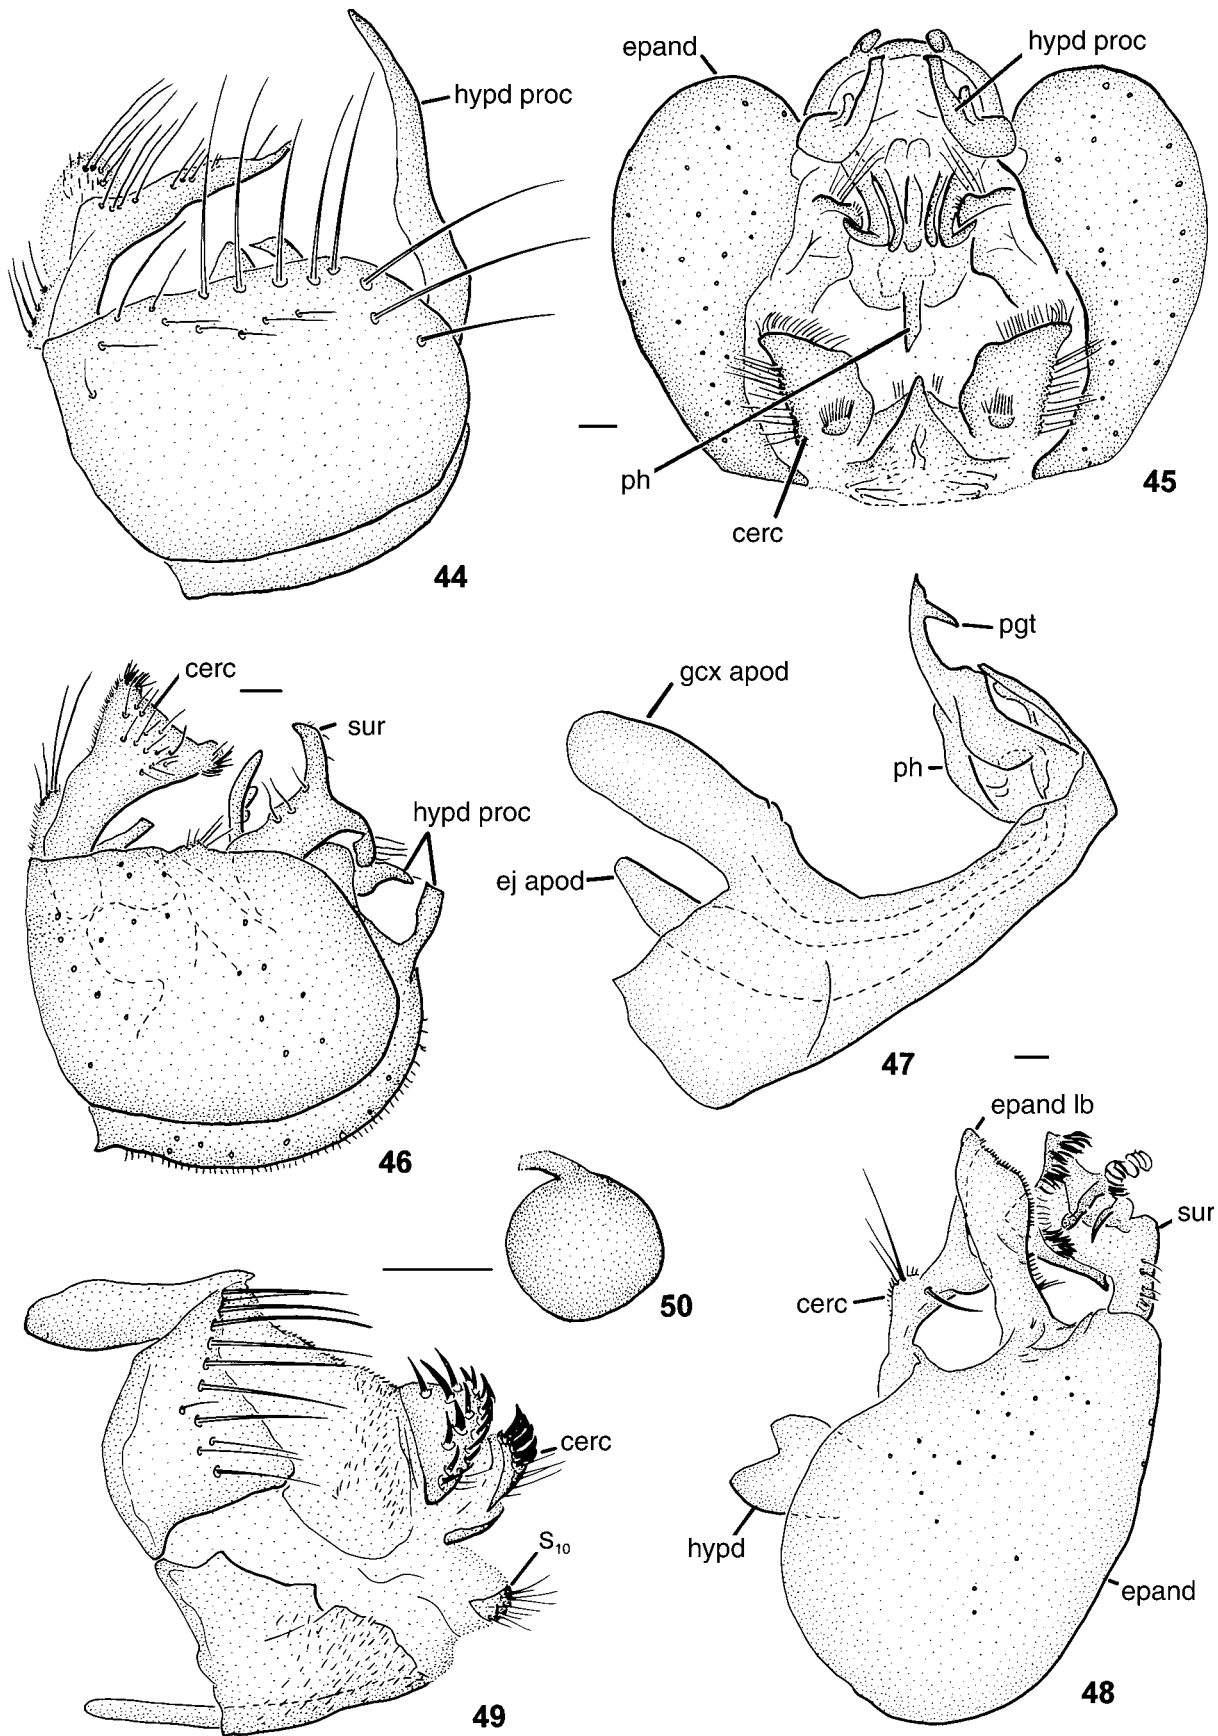 hypd proc
44
epand
hypd proc
ph
cerc
45
cerc
sur
hypd proc
46
pgt
gcx apod
ph
ej apod
47
epand lb
sur
cerc
hypd
epand
48
cerc
S10
49
50